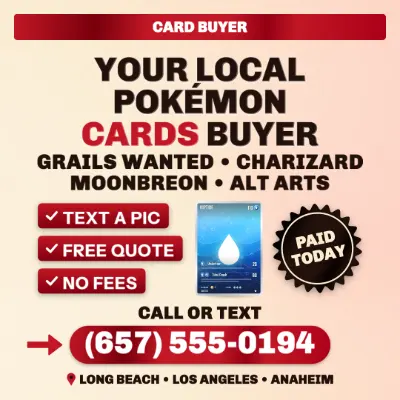 CARD BUYER
YOUR LOCAL
POKÉMON
CARDS BUYER
GRAILS WANTED • CHARIZARD
MOONBREON • ALT ARTS
✓ TEXT A PIC
✓ FREE QUOTE
✓ NO FEES
PAID
TODAY
CALL OR TEXT
(657) 555-0194
LONG BEACH • LOS ANGELES • ANAHEIM